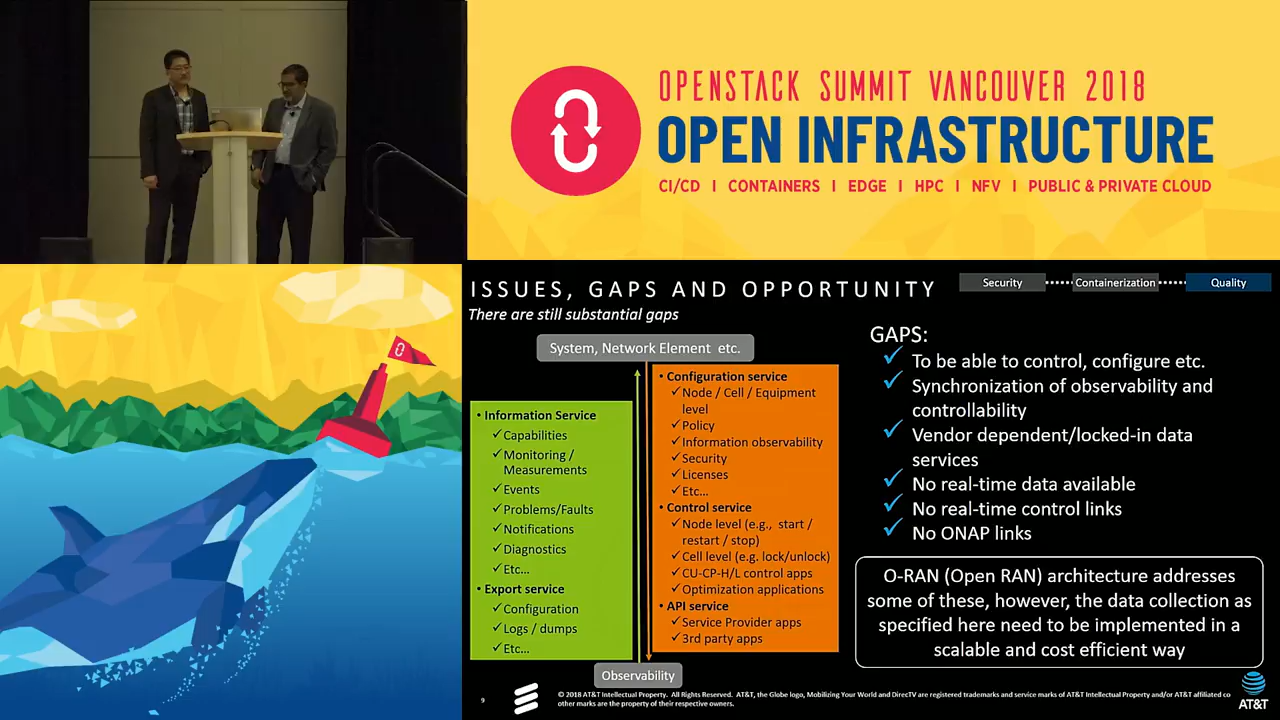 OPENSTACK SUMMIT VANCOUVER 2018
OPEN INFRASTRUCTURE
CI/CD I CONTAINERS I EDGE I HPC I NFV I PUBLIC & PRIVATE CLOUD
ISSUES, GAPS AND OPPORTUNITY
There are still substantial gaps
Security
Containerization
Quality
System, Network Element etc.
• Information Service
✓Capabilities
✓Monitoring /
Measurements
✓Events
✓Problems/Faults
✓Notifications
✓Diagnostics
✓Etc…
• Export service
✓Configuration
✓Logs / dumps
✓Etc…
• Configuration service
✓Node / Cell / Equipment
level
✓Policy
✓Information observability
✓Security
✓Licenses
✓Etc…
• Control service
✓Node level (e.g., start /
restart / stop)
✓Cell level (e.g. lock/unlock)
✓CU-CP-H/L control apps
✓Optimization applications
• API service
✓Service Provider apps
✓3rd party apps
Observability
GAPS:
✓ To be able to control, configure etc.
✓ Synchronization of observability and
controllability
✓ Vendor dependent/locked-in data
services
✓ No real-time data available
✓ No real-time control links
✓ No ONAP links
O-RAN (Open RAN) architecture addresses
some of these, however, the data collection as
specified here need to be implemented in a
scalable and cost efficient way
9
© 2018 AT&T Intellectual Property. All Rights Reserved. AT&T, the Globe logo, Mobilizing Your World and DirecTV are registered trademarks and service marks of AT&T Intellectual Property and/or AT&T affiliated co
other marks are the property of their respective owners.
AT&T